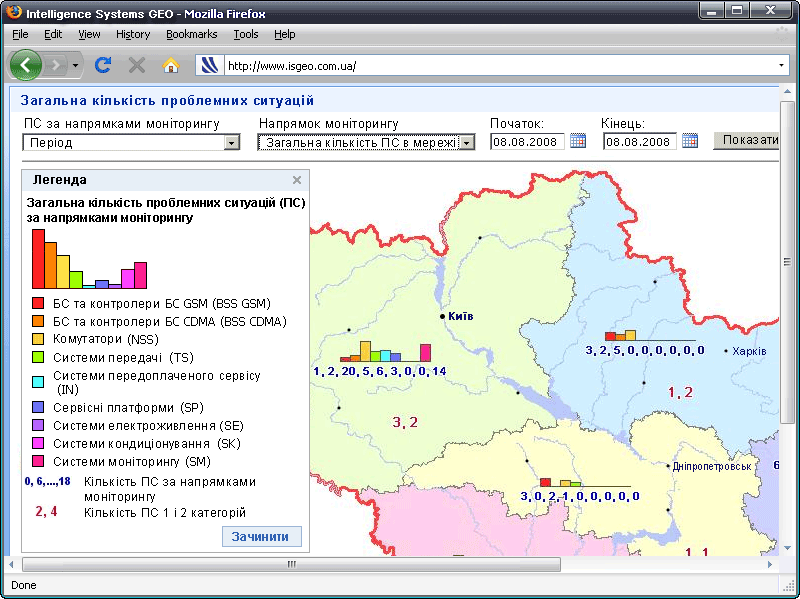 Intelligence Systems GEO - Mozilla Firefox
File Edit View History Bookmarks Tools Help
http://www.isgeo.com.ua/
Загальна кількість проблемних ситуацій
ПС за напрямками моніторингу Напрямок моніторингу Початок: Кінець:
Період Загальна кількість ПС в мережі 08.08.2008 08.08.2008 Показати
Легенда
Загальна кількість проблемних ситуацій (ПС)
за напрямками моніторингу
БС та контролери БС GSM (BSS GSM)
БС та контролери БС CDMA (BSS CDMA)
Комутатори (NSS)
Системи передачі (TS)
Системи передоплаченого сервісу
(IN)
Сервісні платформи (SP)
Системи електроживлення (SE)
Системи кондиціонування (SK)
Системи моніторингу (SM)
0, 6,...,18 Кількість ПС за напрямками
моніторингу
2, 4 Кількість ПС 1 і 2 категорій
Зачинити
Київ
1, 2, 20, 5, 6, 3, 0, 0, 14
3, 2
3, 2, 5, 0, 0, 0, 0, 0, 0
Харків
1, 2
Дніпропетровськ
6
3, 0, 2, 1, 0, 0, 0, 0, 0
1, 1
Done